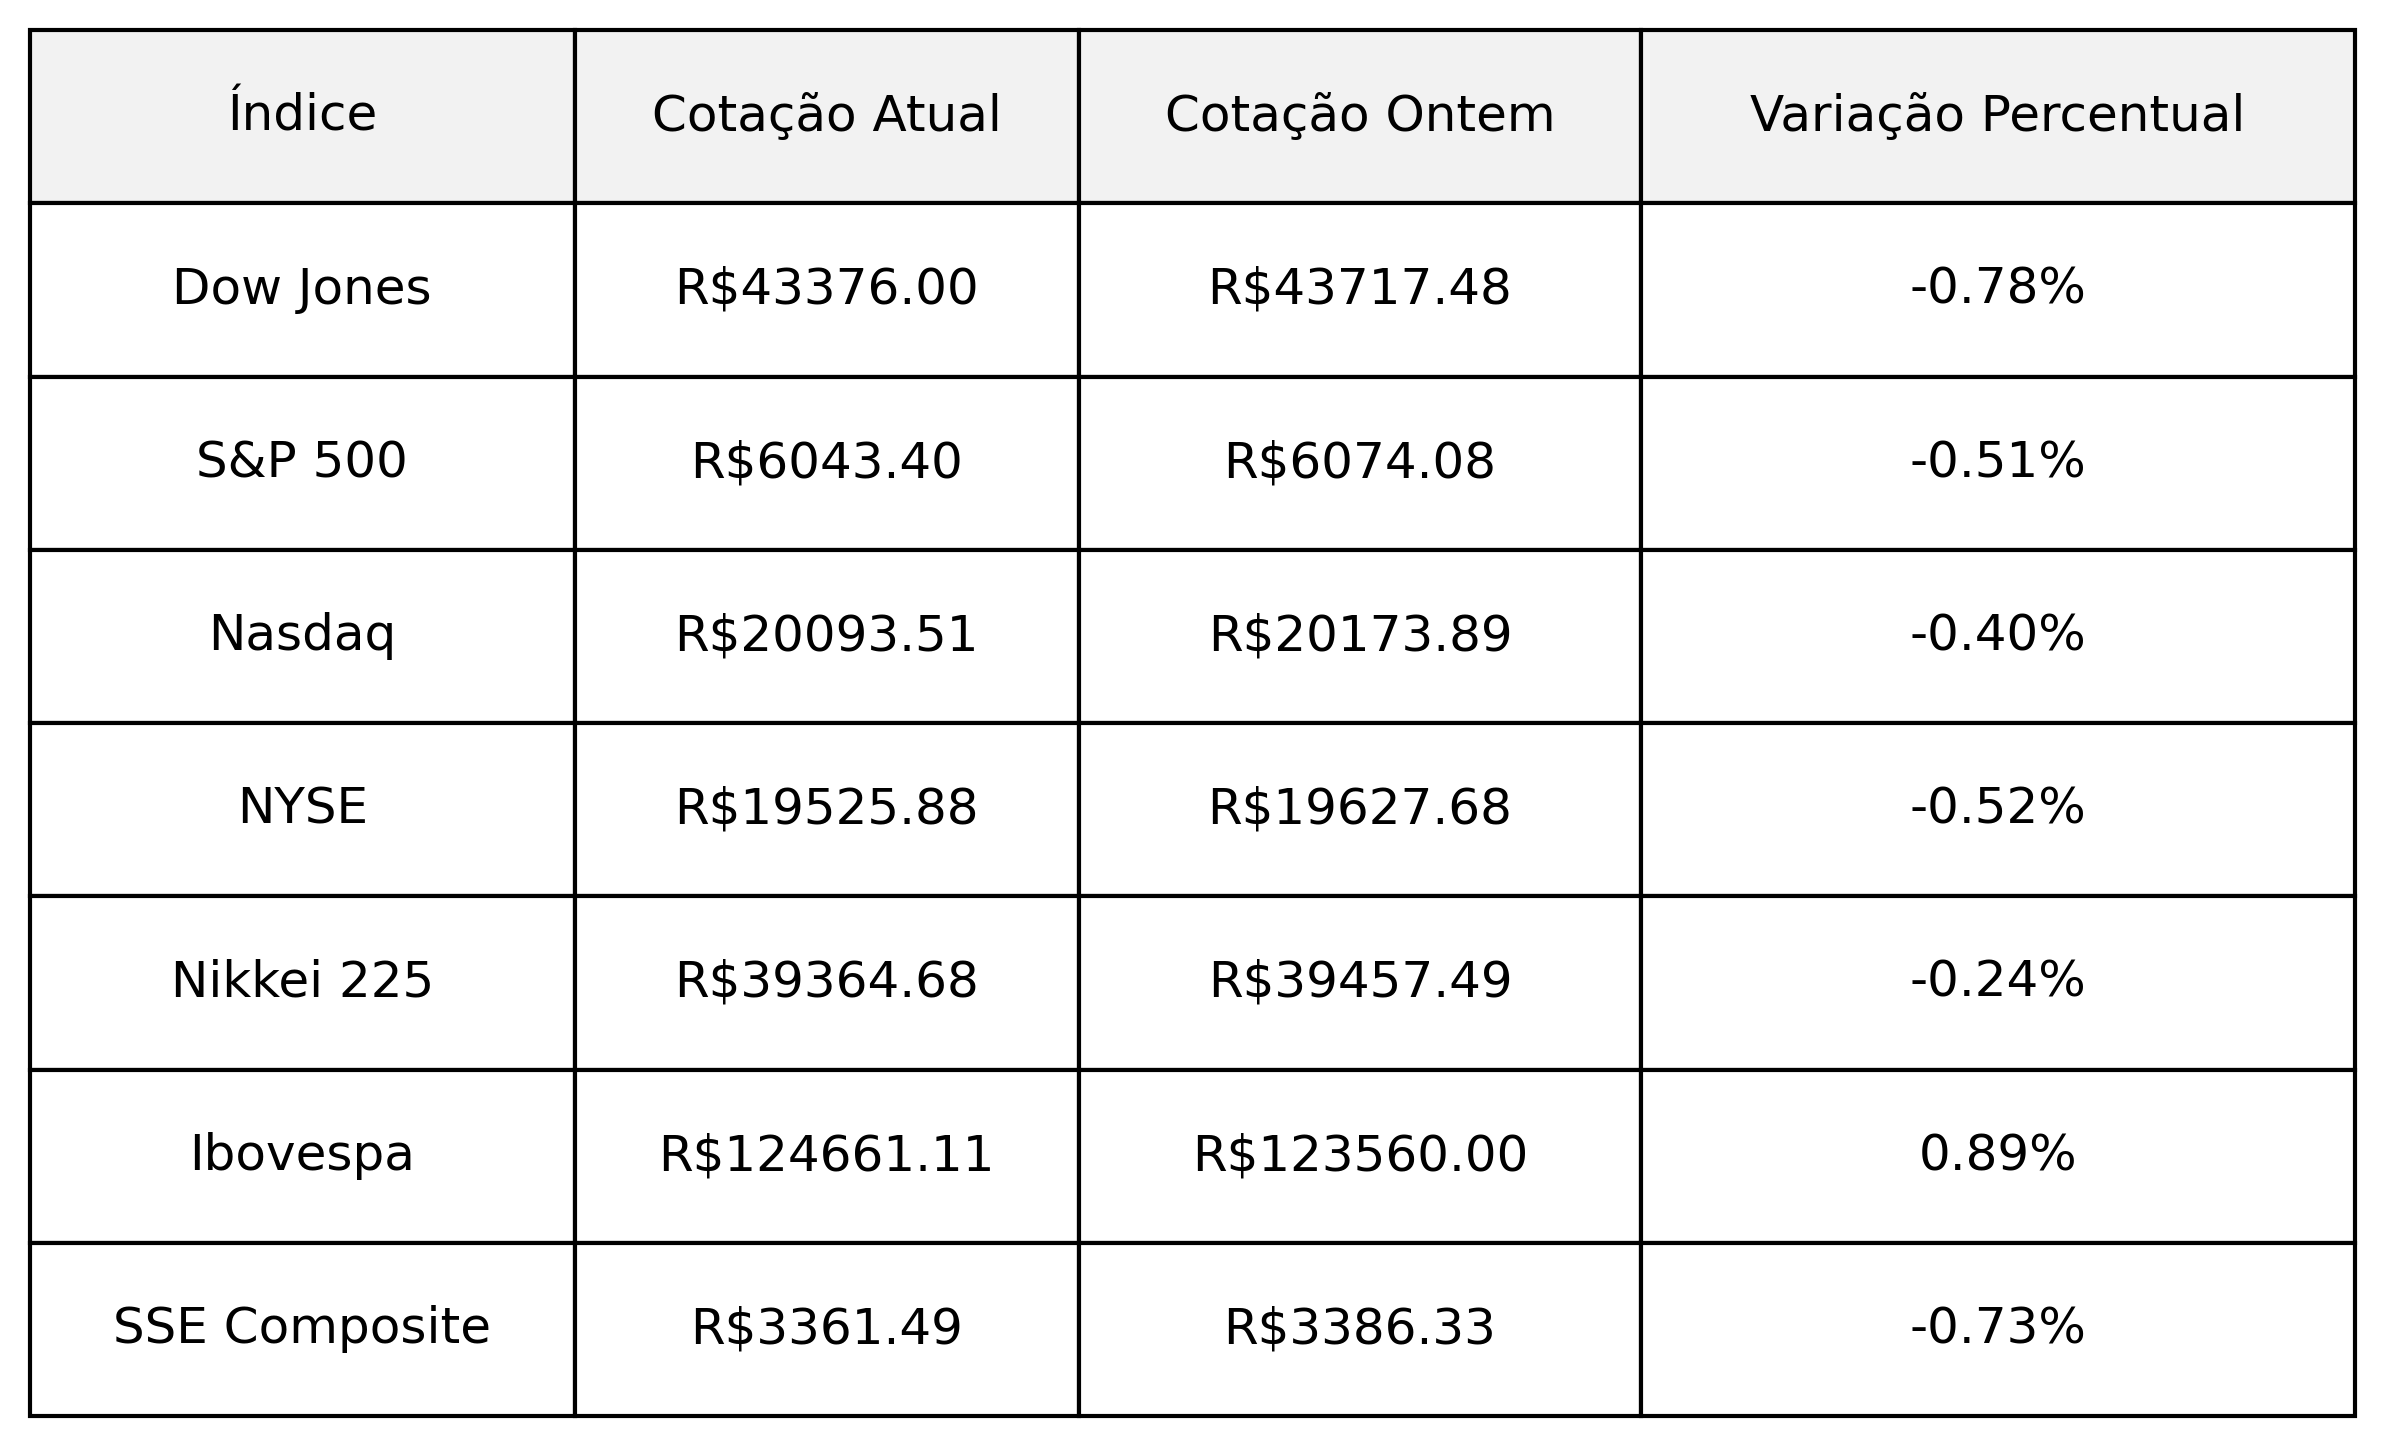 Índice Cotação Atual Cotação Ontem Variação Percentual
Dow Jones R$43376.00 R$43717.48 -0.78%
S&P 500 R$6043.40 R$6074.08 -0.51%
Nasdaq R$20093.51 R$20173.89 -0.40%
NYSE R$19525.88 R$19627.68 -0.52%
Nikkei 225 R$39364.68 R$39457.49 -0.24%
Ibovespa R$124661.11 R$123560.00 0.89%
SSE Composite R$3361.49 R$3386.33 -0.73%